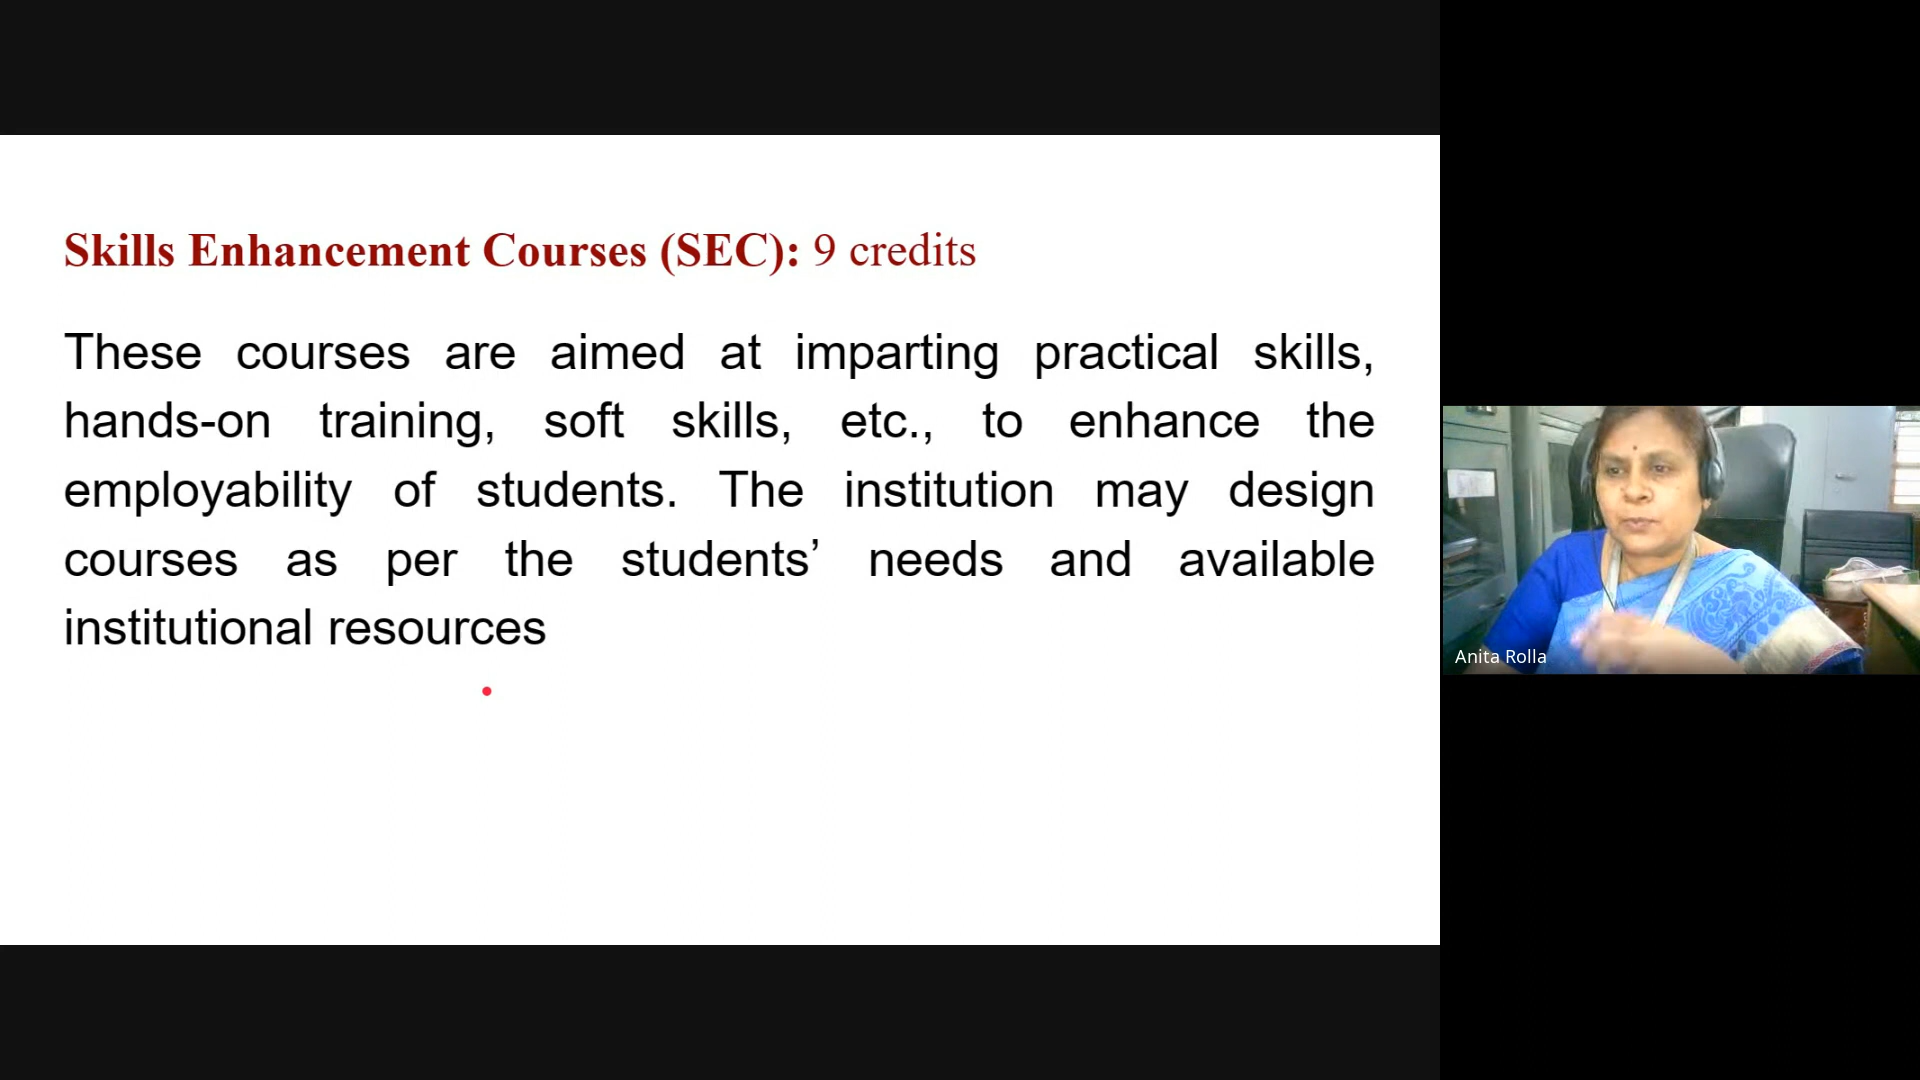 Skills Enhancement Courses (SEC): 9 credits
These courses are aimed at imparting practical skills,
hands-on training, soft skills, etc., to enhance the
employability of students. The institution may design
courses as per the students’ needs and available
institutional resources
Anita Rolla